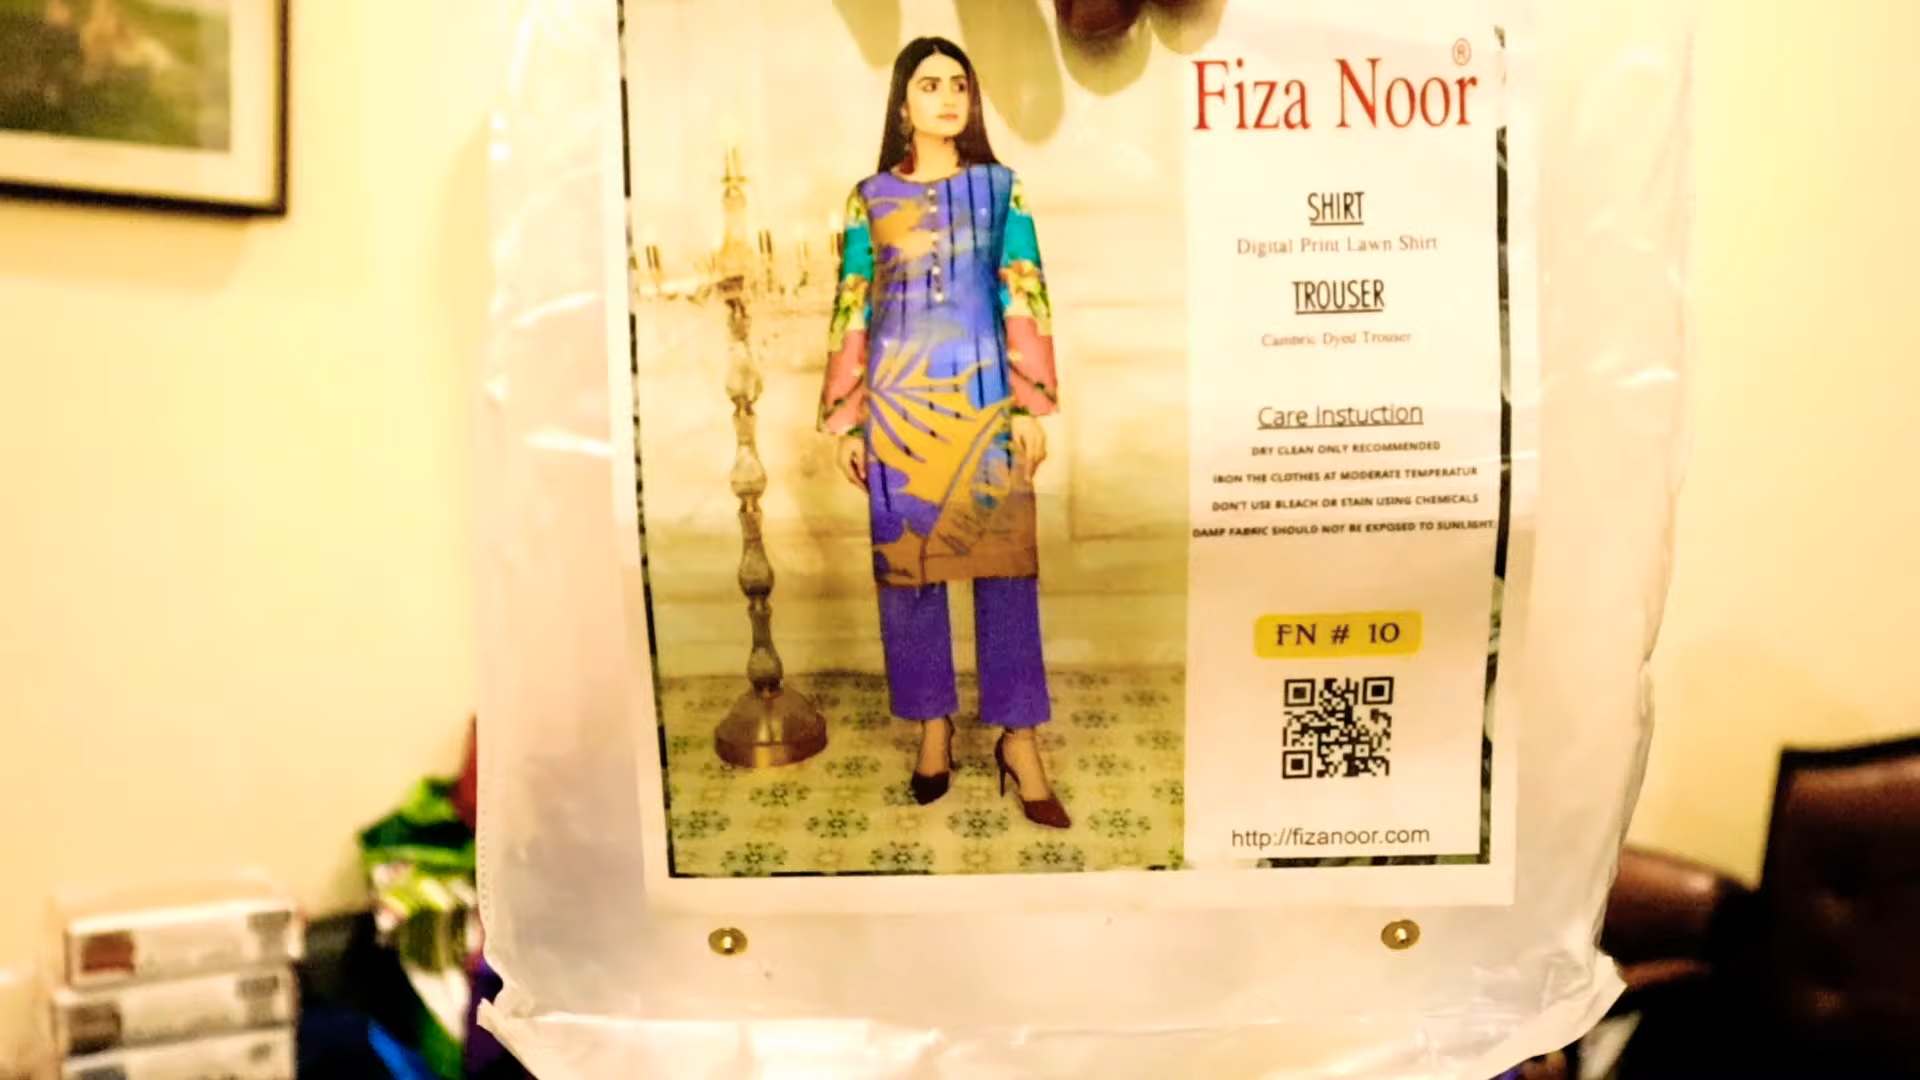 Fiza Noor®
SHIRT
Digital Print Lawn Shirt
TROUSER
Cambric Dyed Trouser
Care Instuction
DRY CLEAN ONLY RECOMMENDED
IRON THE CLOTHES AT MODERATE TEMPERATUR
DON'T USE BLEACH OR STAIN USING CHEMICALS
DAMP FABRIC SHOULD NOT BE EXPOSED TO SUNLIGHT.
FN # 10
http://fizanoor.com